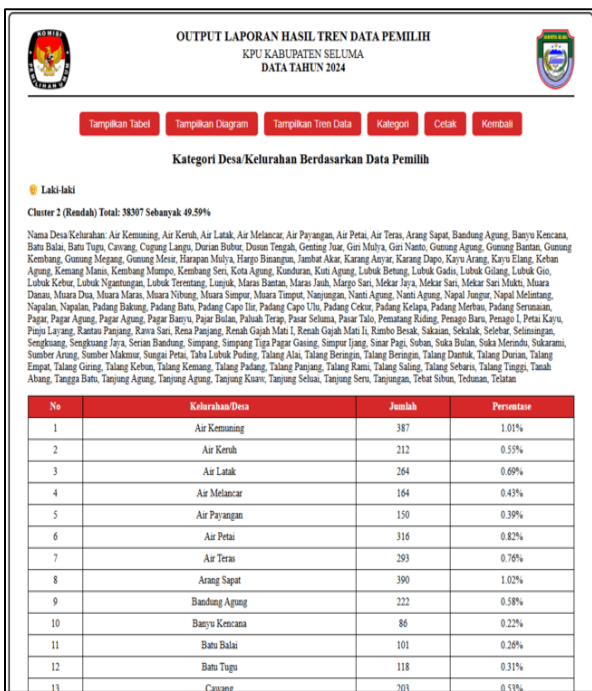 OUTPUT LAPORAN HASIL TREN DATA PEMILIH
KPU KABUPATEN SELUMA
DATA TAHUN 2024
Tampilkan Tabel Tampilkan Diagram Tampilkan Tren Data Kategori Cetak Kembali
Kategori Desa/Kelurahan Berdasarkan Data Pemilih
Laki-laki
Cluster 2 (Rendah) Total: 38307 Sebanyak 49.59%
Nama Desa/Kelurahan: Air Kemuning, Air Keruh, Air Latak, Air Melancar, Air Payangan, Air Petai, Air Teras, Arang Sapat, Bandung Agung, Banyu Kencana,
Batu Balai, Batu Tugu, Cawang, Cugung Langu, Durian Bubur, Dusun Tengah, Genting Juar, Giri Mulya, Giri Nanto, Gunung Agung, Gunung Bantan, Gunung
Kembang, Gunung Megang, Gunung Mesir, Harapan Mulya, Hargo Binangun, Jambat Akar, Karang Anyar, Karang Dapo, Kayu Arang, Kayu Elang, Keban
Agung, Kemang Manis, Kembang Mumpo, Kembang Seri, Kota Agung, Kunduran, Kuti Agung, Lubuk Betung, Lubuk Gadis, Lubuk Gilang, Lubuk Gio,
Lubuk Kebur, Lubuk Ngantungan, Lubuk Terentang, Lunjuk, Maras Bantan, Maras Jauh, Margo Sari, Mekar Jaya, Mekar Sari, Mekar Sari Mukti, Muara
Danau, Muara Dua, Muara Maras, Muara Nibung, Muara Simpur, Muara Timput, Nanjungan, Nanti Agung, Nanti Agung, Napal Jungur, Napal Melintang,
Napalan, Napalan, Padang Bakung, Padang Batu, Padang Capo Ilir, Padang Capo Ulu, Padang Cekur, Padang Kelapa, Padang Merbau, Padang Serunaian,
Pagar, Pagar Agung, Pagar Agung, Pagar Banyu, Pajar Bulan, Paluah Terap, Pasar Seluma, Pasar Talo, Pematang Riding, Penago Baru, Penago I, Petai Kayu,
Pinju Layang, Rantau Panjang, Rawa Sari, Rena Panjang, Renah Gajah Mati I, Renah Gajah Mati Ii, Rimbo Besak, Sakaian, Sekalak, Selebar, Selinsingan,
Sengkuang, Sengkuang Jaya, Serian Bandung, Simpang, Simpang Tiga Pagar Gasing, Simpur Ijang, Sinar Pagi, Suban, Suka Bulan, Suka Merindu, Sukarami,
Sumber Arung, Sumber Makmur, Sungai Petai, Taba Lubuk Puding, Talang Alai, Talang Beringin, Talang Beringin, Talang Dantuk, Talang Durian, Talang
Empat, Talang Giring, Talang Kebun, Talang Kemang, Talang Padang, Talang Panjang, Talang Rami, Talang Saling, Talang Sebaris, Talang Tinggi, Tanah
Abang, Tangga Batu, Tanjung Agung, Tanjung Agung, Tanjung Kuaw, Tanjung Seluai, Tanjung Seru, Tanjungan, Tebat Sibun, Tedunan, Telatan
No Kelurahan/Desa Jumlah Persentase
1 Air Kemuning 387 1.01%
2 Air Keruh 212 0.55%
3 Air Latak 264 0.69%
4 Air Melancar 164 0.43%
5 Air Payangan 150 0.39%
6 Air Petai 316 0.82%
7 Air Teras 293 0.76%
8 Arang Sapat 390 1.02%
9 Bandung Agung 222 0.58%
10 Banyu Kencana 86 0.22%
11 Batu Balai 101 0.26%
12 Batu Tugu 118 0.31%
13 Cawang 203 0.53%